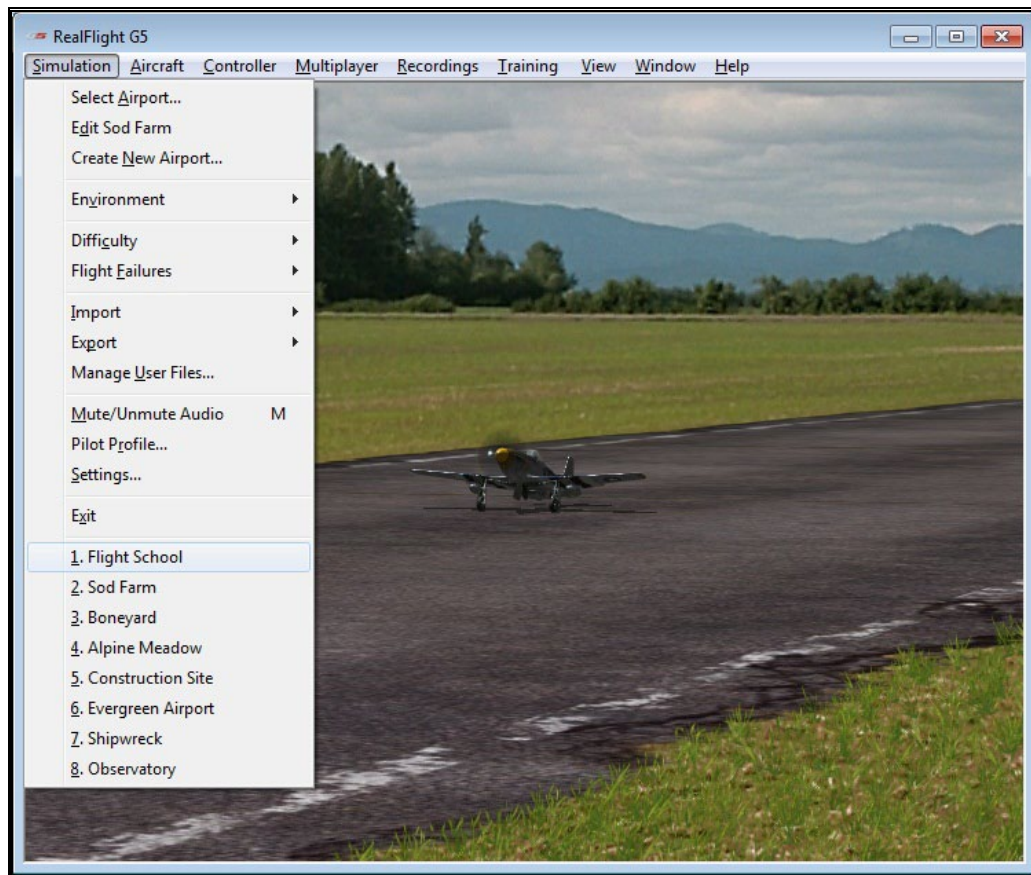 RealFlight G5
Simulation Aircraft Controller Multiplayer Recordings Training View Window Help
Select Airport...
Edit Sod Farm
Create New Airport...
Environment
Difficulty
Flight Failures
Import
Export
Manage User Files...
Mute/Unmute Audio M
Pilot Profile...
Settings...
Exit
1. Flight School
2. Sod Farm
3. Boneyard
4. Alpine Meadow
5. Construction Site
6. Evergreen Airport
7. Shipwreck
8. Observatory